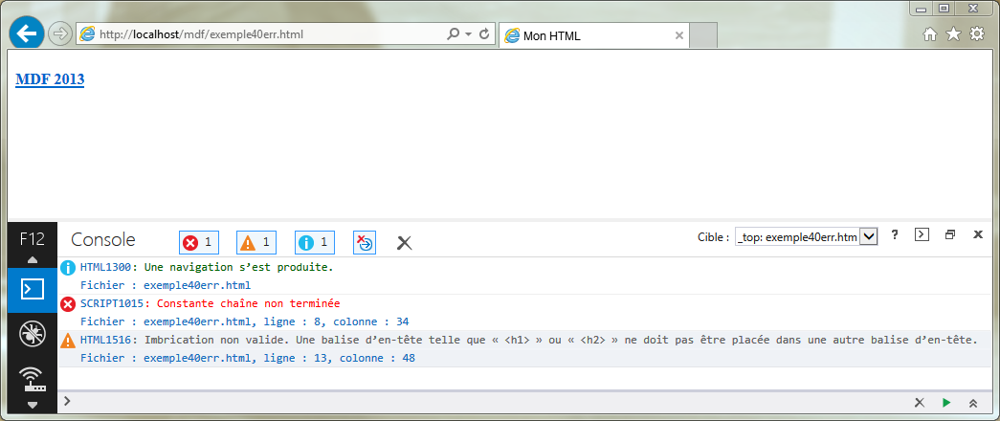 http://localhost/mdf/exemple40err.html
Mon HTML
MDF 2013
F12
Console
1
1
1
Cible : _top: exemple40err.htm
?
HTML1300: Une navigation s’est produite.
Fichier : exemple40err.html
SCRIPT1015: Constante chaîne non terminée
Fichier : exemple40err.html, ligne : 8, colonne : 34
HTML1516: Imbrication non valide. Une balise d’en-tête telle que « <h1> » ou « <h2> » ne doit pas être placée dans une autre balise d’en-tête.
Fichier : exemple40err.html, ligne : 13, colonne : 48